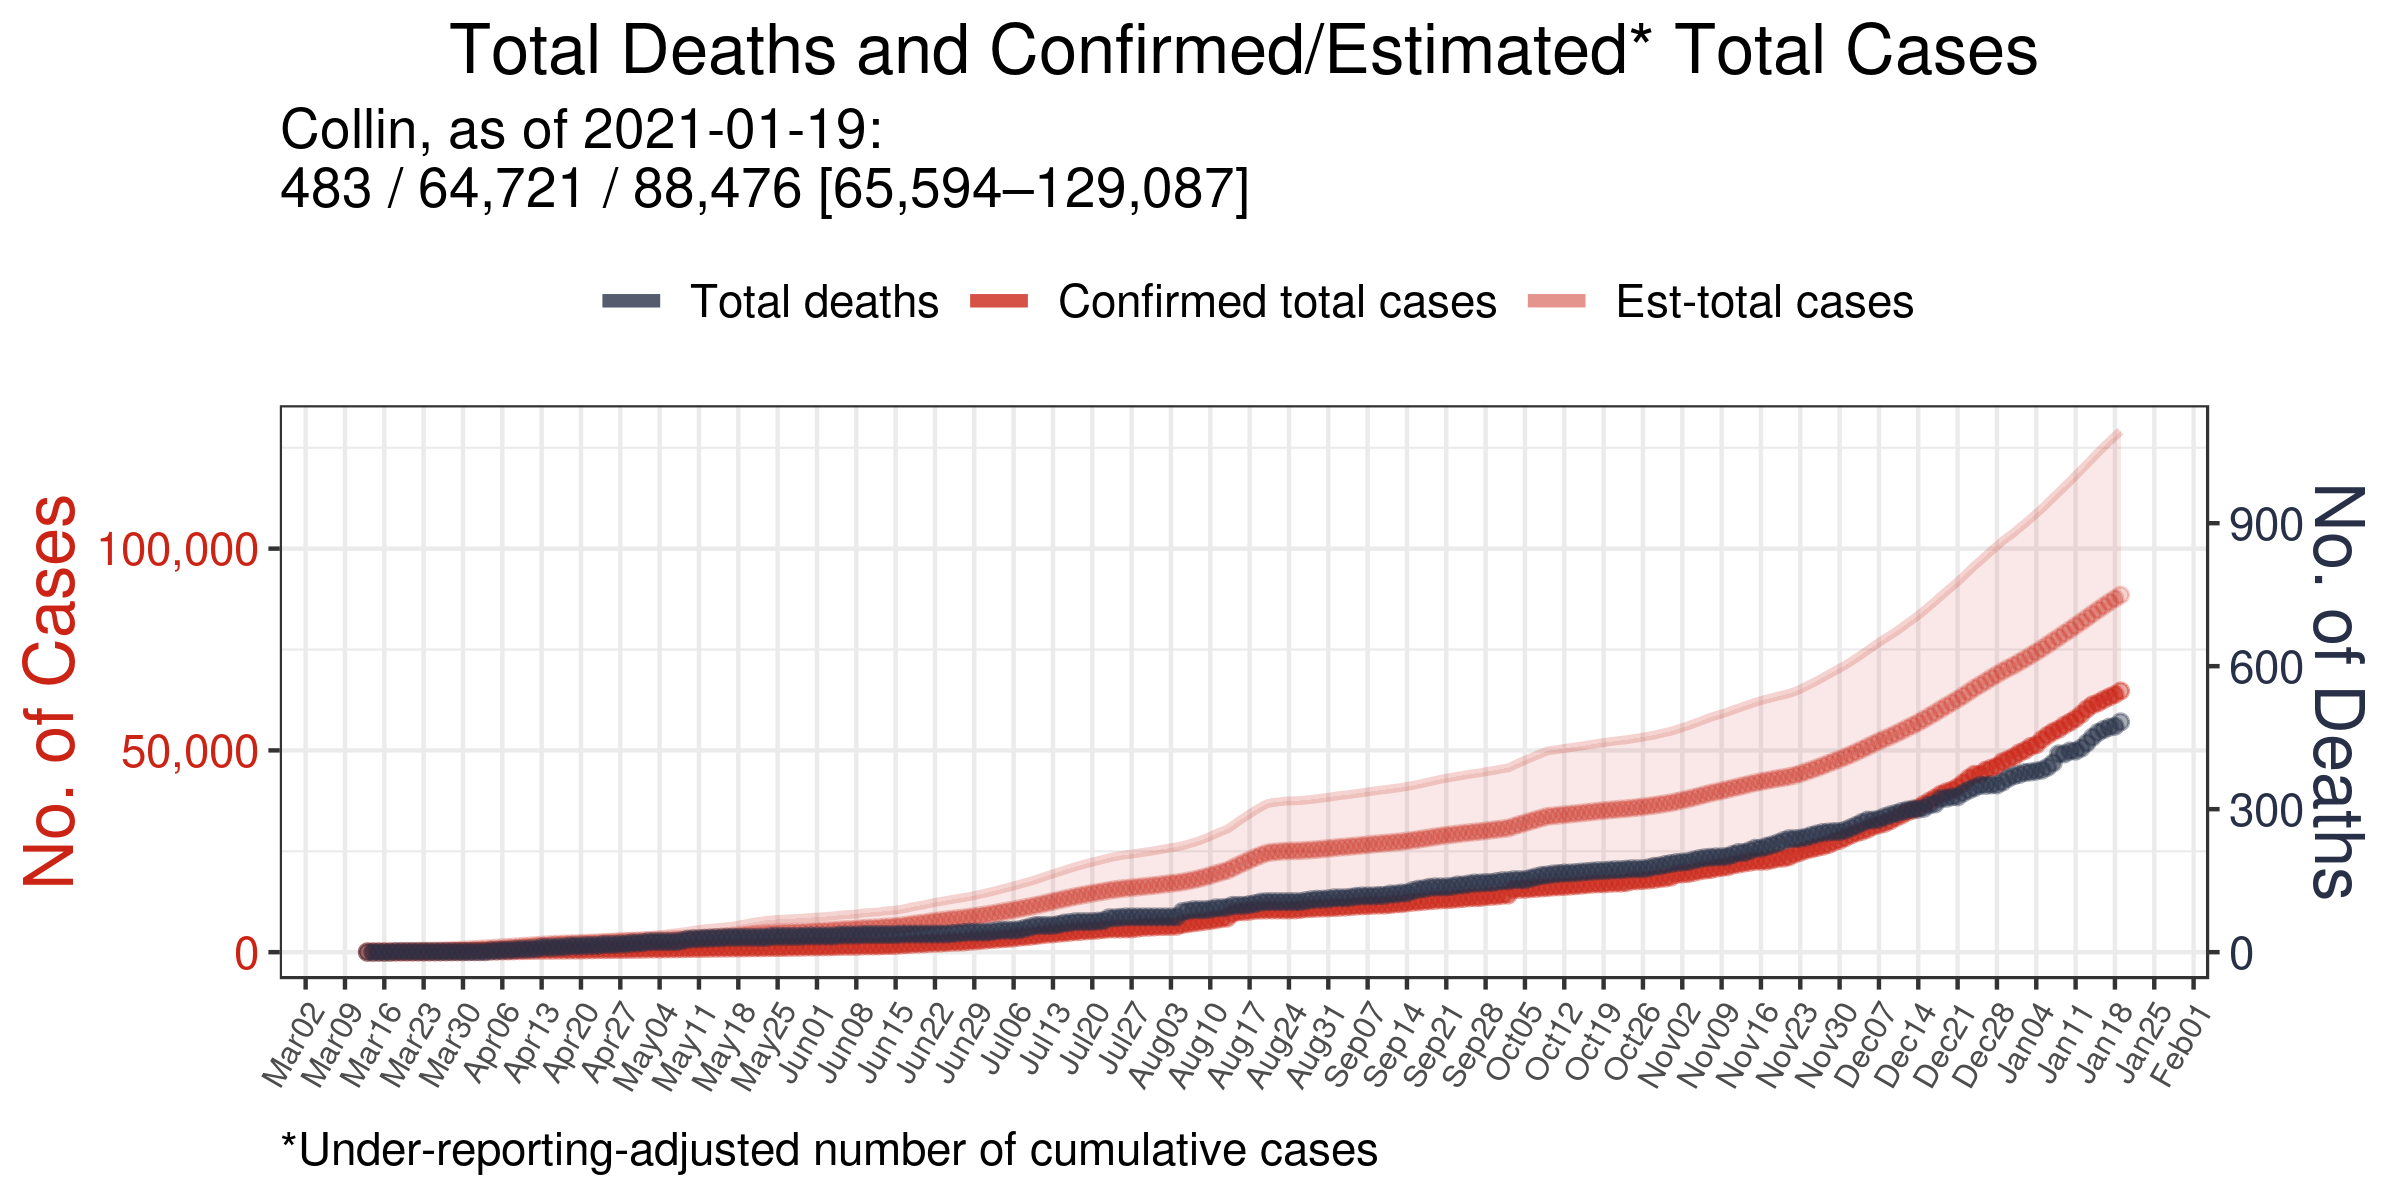 Total Deaths and Confirmed/Estimated* Total Cases
Collin, as of 2021-01-19:
483 / 64,721 / 88,476 [65,594–129,087]
Total deaths
Confirmed total cases
Est-total cases
No. of Cases
100,000
50,000
0
900
600
300
0
No. of Deaths
Mar02
Mar09
Mar16
Mar23
Mar30
Apr06
Apr13
Apr20
Apr27
May04
May11
May18
May25
Jun01
Jun08
Jun15
Jun22
Jun29
Jul06
Jul13
Jul20
Jul27
Aug03
Aug10
Aug17
Aug24
Aug31
Sep07
Sep14
Sep21
Sep28
Oct05
Oct12
Oct19
Oct26
Nov02
Nov09
Nov16
Nov23
Nov30
Dec07
Dec14
Dec21
Dec28
Jan04
Jan11
Jan18
Jan25
Feb01
*Under-reporting-adjusted number of cumulative cases